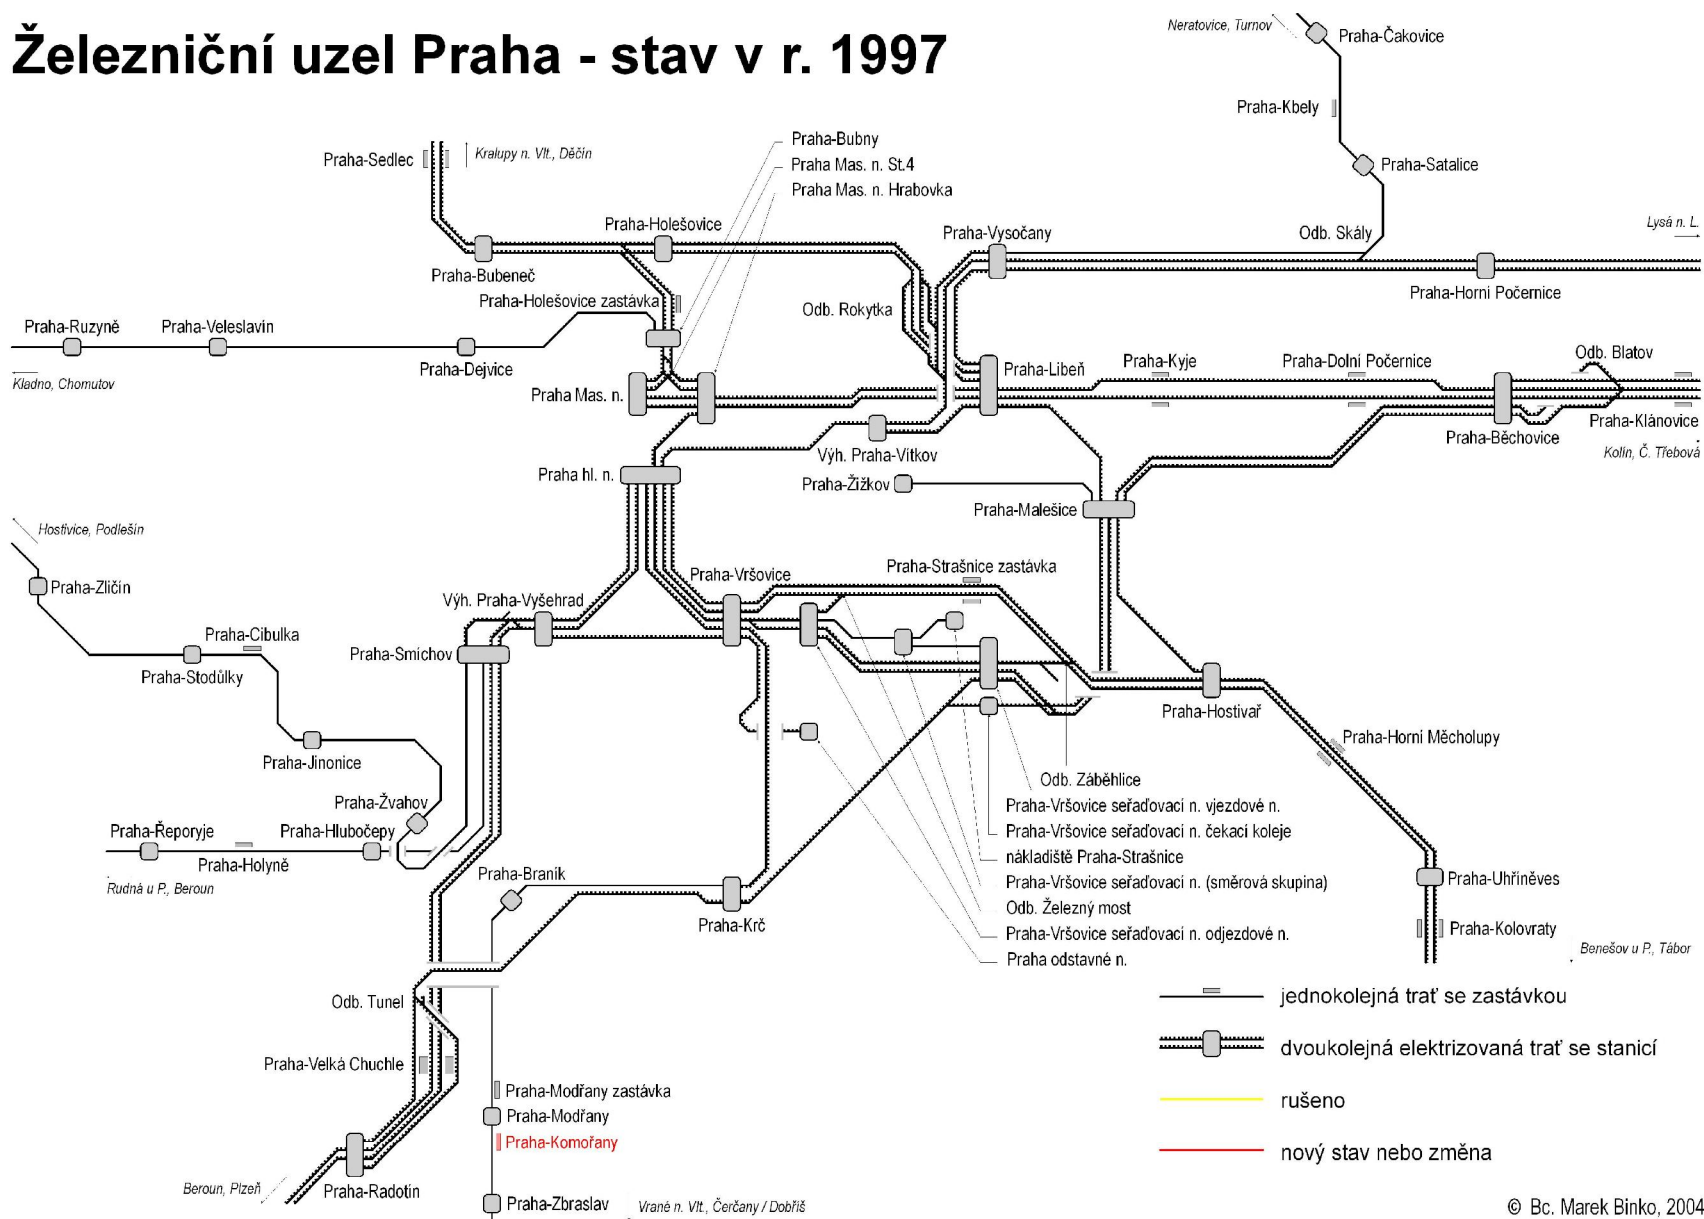 Železniční uzel Praha - stav v r. 1997
Neratovice, Turnov
Praha-Čakovice
Praha-Kbely
Praha-Satalice
Praha-Sedlec
Kralupy n. Vlt., Děčín
Praha-Bubny
Praha Mas. n. St.4
Praha Mas. n. Hrabovka
Praha-Holešovice
Praha-Vysočany
Odb. Skály
Lysá n. L.
Praha-Bubeneč
Praha-Holešovice zastávka
Odb. Rokytka
Praha-Horní Počernice
Praha-Ruzyně
Praha-Veleslavín
Praha-Dejvice
Kladno, Chomutov
Praha-Libeň
Praha-Kyje
Praha-Dolní Počernice
Odb. Blatov
Praha Mas. n.
Praha-Klánovice
Praha-Běchovice
Kolín, Č. Třebová
Výh. Praha-Vítkov
Praha hl. n.
Praha-Žižkov
Praha-Malešice
Hostivice, Podlešín
Praha-Zličín
Praha-Vršovice
Praha-Strašnice zastávka
Výh. Praha-Vyšehrad
Praha-Cibulka
Praha-Smíchov
Praha-Stodůlky
Praha-Hostivař
Praha-Horní Měcholupy
Praha-Jinonice
Odb. Záběhlice
Praha-Žvahov
Praha-Vršovice seřaďovací n. vjezdové n.
Praha-Řeporyje
Praha-Hlubočepy
Praha-Vršovice seřaďovací n. čekací koleje
Praha-Holyně
nákladiště Praha-Strašnice
Rudná u P., Beroun
Praha-Braník
Praha-Vršovice seřaďovací n. (směrová skupina)
Praha-Uhříněves
Odb. Železný most
Praha-Krč
Praha-Vršovice seřaďovací n. odjezdové n.
Praha-Kolovraty
Praha odstavné n.
Benešov u P., Tábor
Odb. Tunel
jednokolejná trať se zastávkou
dvoukolejná elektrizovaná trať se stanicí
Praha-Velká Chuchle
Praha-Modřany zastávka
rušeno
Praha-Modřany
Praha-Komořany
nový stav nebo změna
Beroun, Plzeň
Praha-Radotín
Praha-Zbraslav
Vrané n. Vlt., Čerčany / Dobříš
© Bc. Marek Binko, 2004